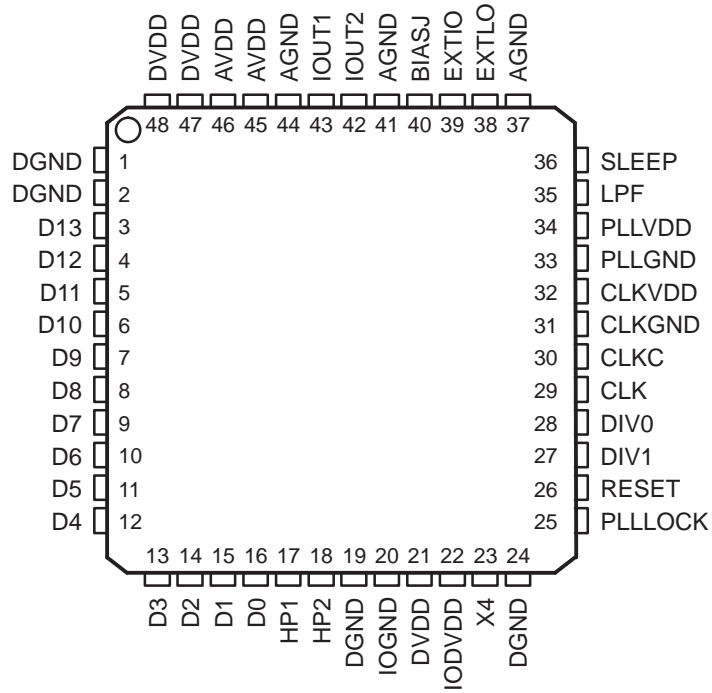 DVDD
DVDD
AVDD
AVDD
AGND
IOUT1
IOUT2
AGND
BIASJ
EXTIO
EXTLO
AGND
48 47 46 45 44 43 42 41 40 39 38 37
DGND 1
DGND 2
D13 3
D12 4
D11 5
D10 6
D9 7
D8 8
D7 9
D6 10
D5 11
D4 12
36 SLEEP
35 LPF
34 PLLVDD
33 PLLGND
32 CLKVDD
31 CLKGND
30 CLKC
29 CLK
28 DIV0
27 DIV1
26 RESET
25 PLLLOCK
13 14 15 16 17 18 19 20 21 22 23 24
D3
D2
D1
D0
HP1
HP2
DGND
IOGND
DVDD
IODVDD
X4
DGND